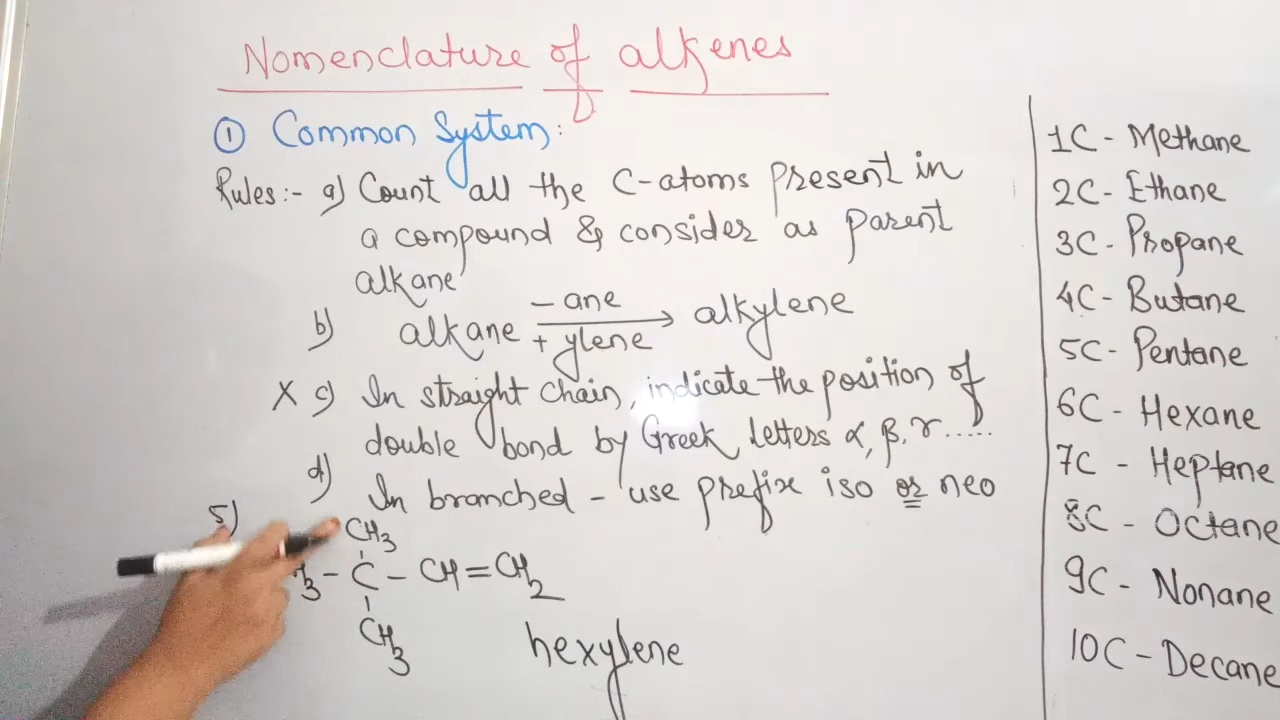 Nomenclature of alkenes
① Common System:
Rules:- a) Count all the C-atoms present in
a compound & consider as parent
alkane
b) alkane —ane / + ylene → alkylene
X c) In straight chain, indicate the position of
double bond by Greek letters α, β, γ.....
d) In branched - use prefix iso or neo
5)
CH3
3 - C - CH = CH2
CH3
hexylene
1C - Methane
2C - Ethane
3C - Propane
4C - Butane
5C - Pentane
6C - Hexane
7C - Heptane
8C - Octane
9C - Nonane
10C - Decane